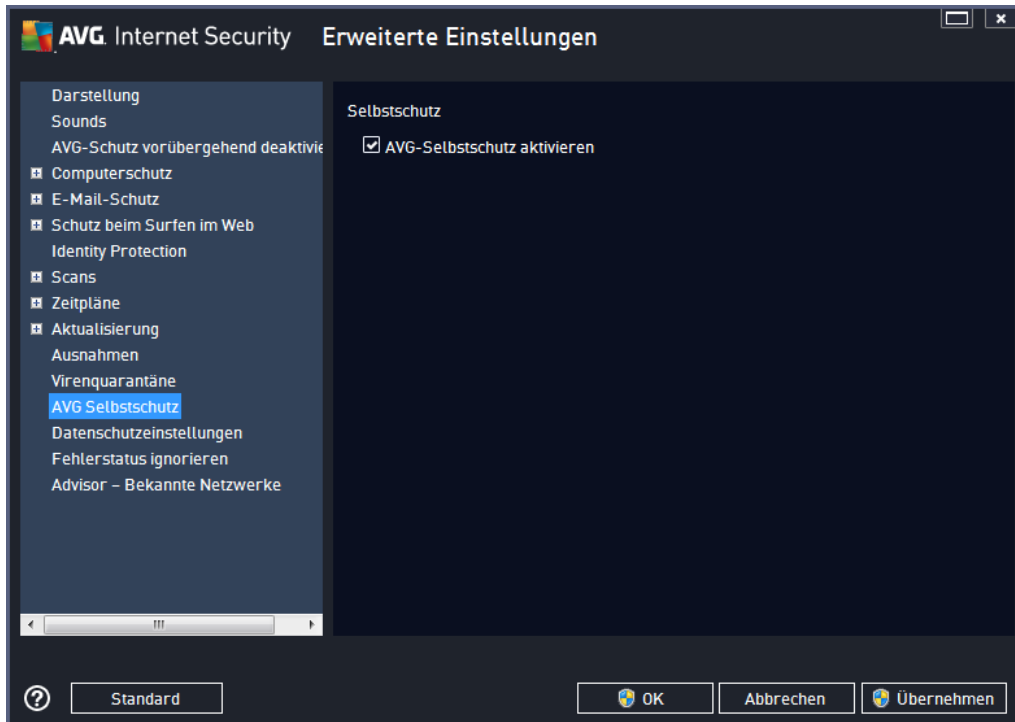 AVG. Internet Security Erweiterte Einstellungen
Darstellung
Sounds
AVG-Schutz vorübergehend deaktivie
Computerschutz
E-Mail-Schutz
Schutz beim Surfen im Web
Identity Protection
Scans
Zeitpläne
Aktualisierung
Ausnahmen
Virenquarantäne
AVG Selbstschutz
Datenschutzeinstellungen
Fehlerstatus ignorieren
Advisor – Bekannte Netzwerke
Selbstschutz
AVG-Selbstschutz aktivieren
? Standard OK Abbrechen Übernehmen